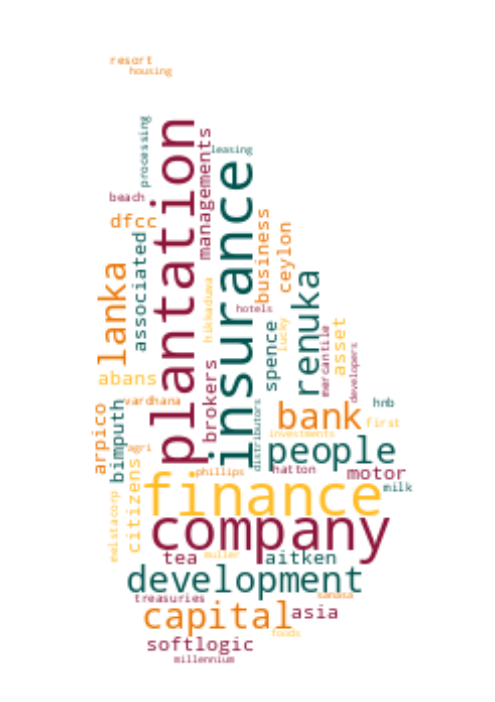 resort
housing
processing
plantation
managements
leasing
insurance
beach
dfcc
associated
business
ceylon
lanka
renuka
hikkaduwa
hotels
spence
lucky
mercantile
asset
developers
abans
brokers
vardhana
arpico
bimputh
distributors
bank
hnb
first
investments
people
agri
citizens
phillips
hatton
motor
milk
finance
melstacorp
company
tea
muller
aitken
development
treasuries
sanasa
capital
asia
foods
softlogic
millennium